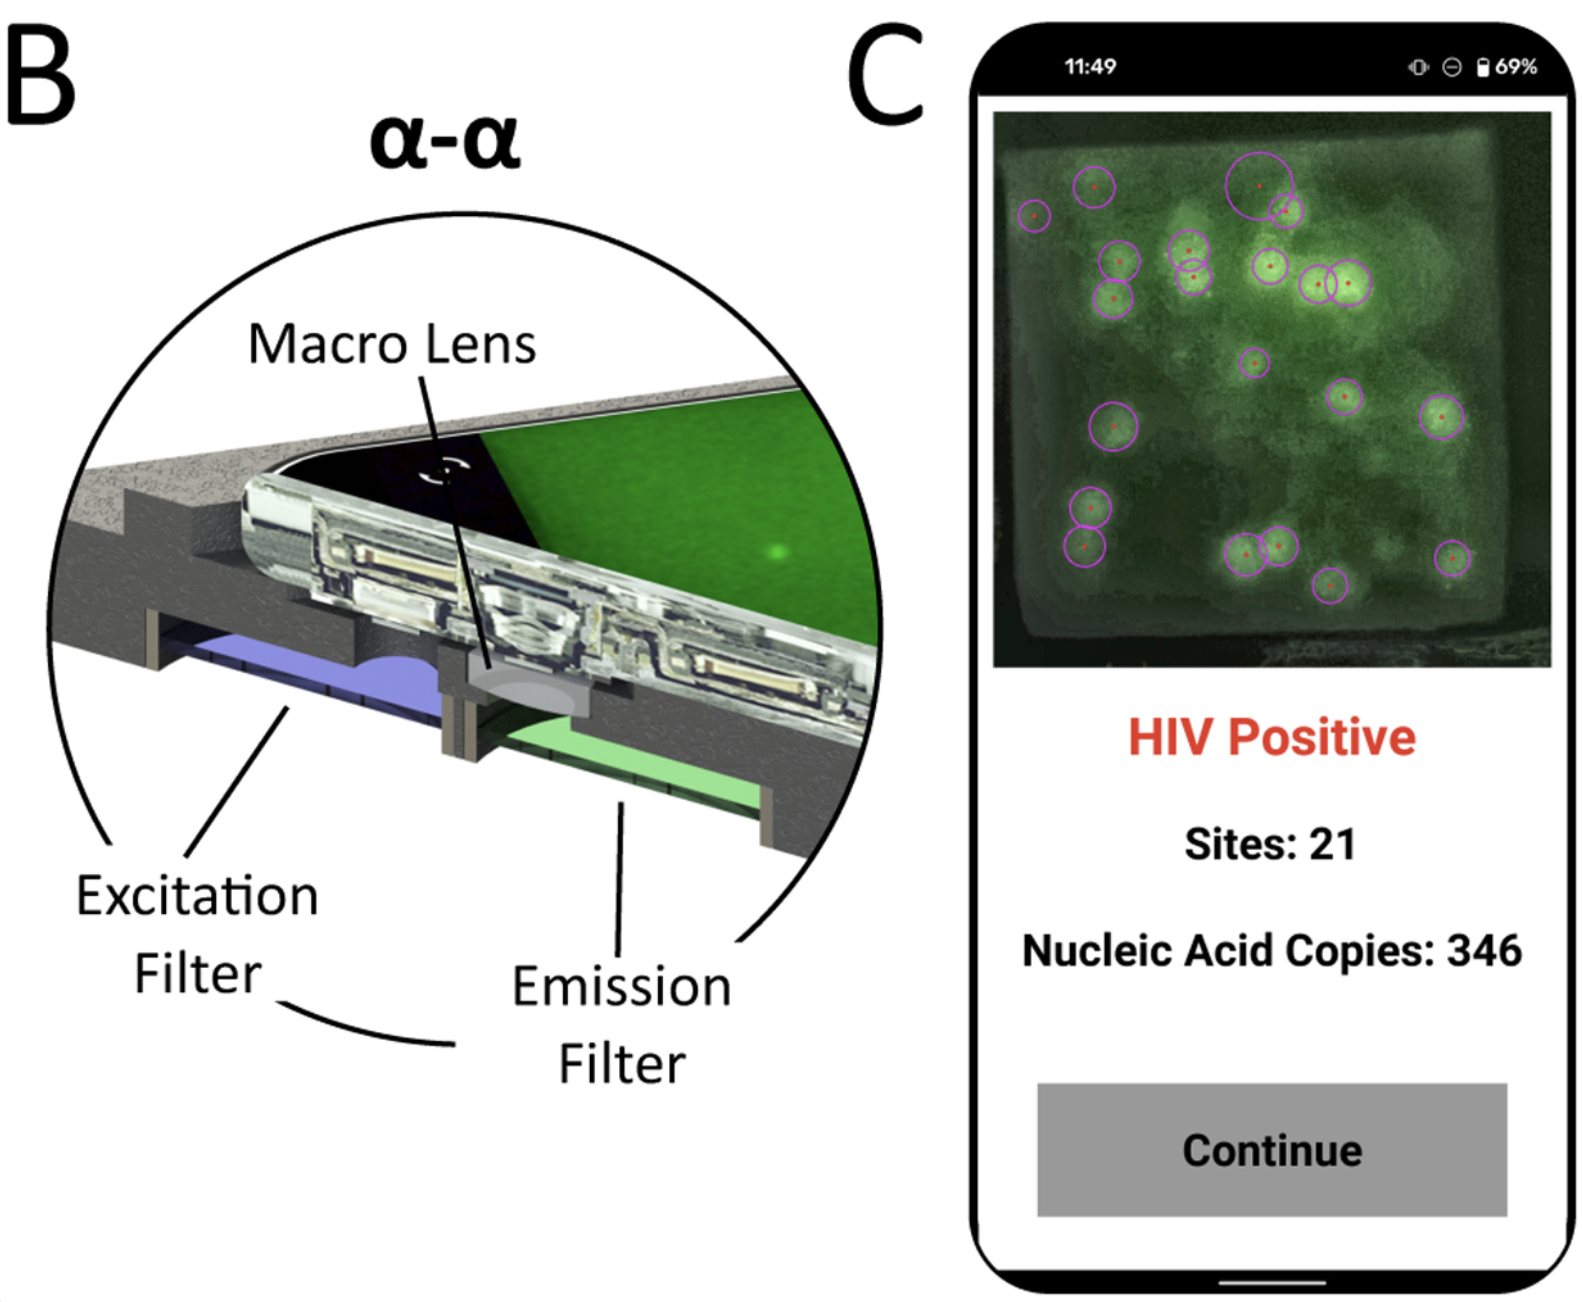 B
α-α
Macro Lens
Excitation
Filter
Emission
Filter
C
11:49
69%
HIV Positive
Sites: 21
Nucleic Acid Copies: 346
Continue